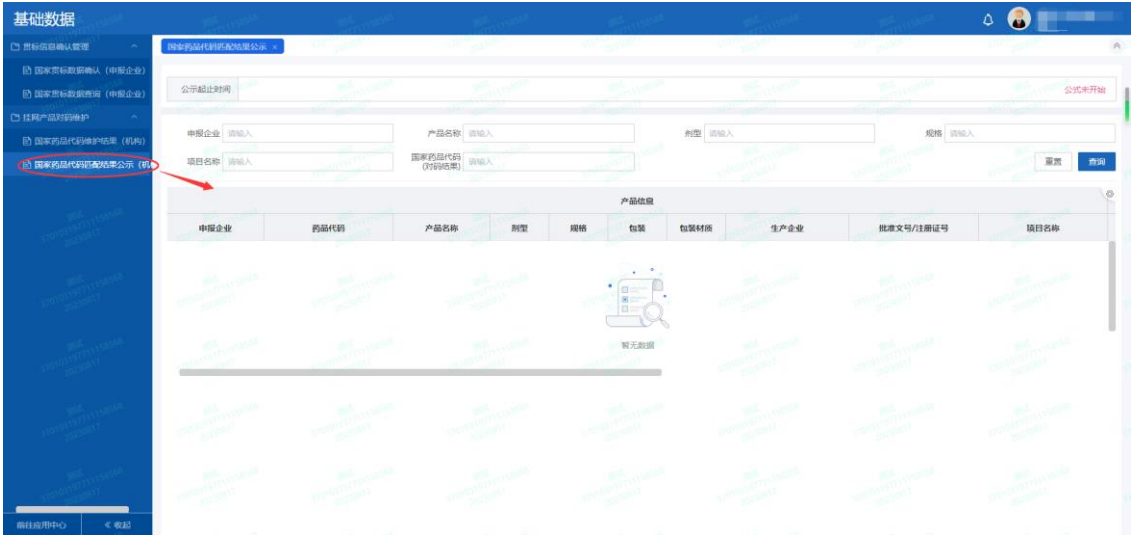 基础数据
贯标信息确认管理
国家药品代码匹配结果公示 ×
国家贯标数据确认（申报企业）
国家贯标数据查询（申报企业）
公示起止时间
公式未开始
挂网产品对码维护
国家药品代码维护结果（机构）
国家药品代码匹配结果公示（机构
申报企业 请输入 产品名称 请输入 剂型 请输入 规格 请输入
项目名称 请输入 国家药品代码(对码结果) 请输入 重置 查询
产品信息
申报企业 药品代码 产品名称 剂型 规格 包装 包装材质 生产企业 批准文号/注册证号 项目名称
暂无数据
前往应用中心 收起